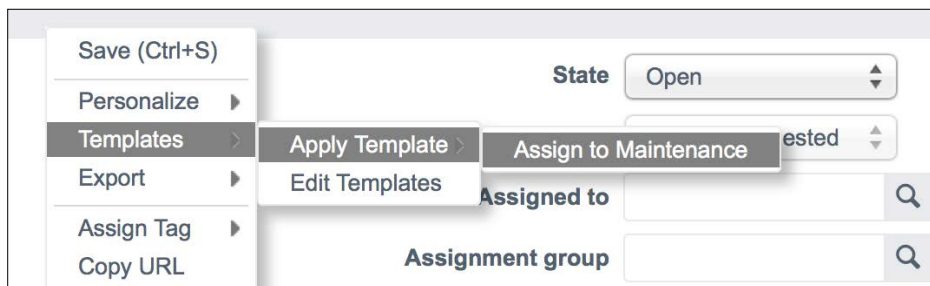 Save (Ctrl+S)
State Open
Personalize
Templates Apply Template Assign to Maintenance ested
Export Edit Templates
Assigned to
Assign Tag
Assignment group
Copy URL